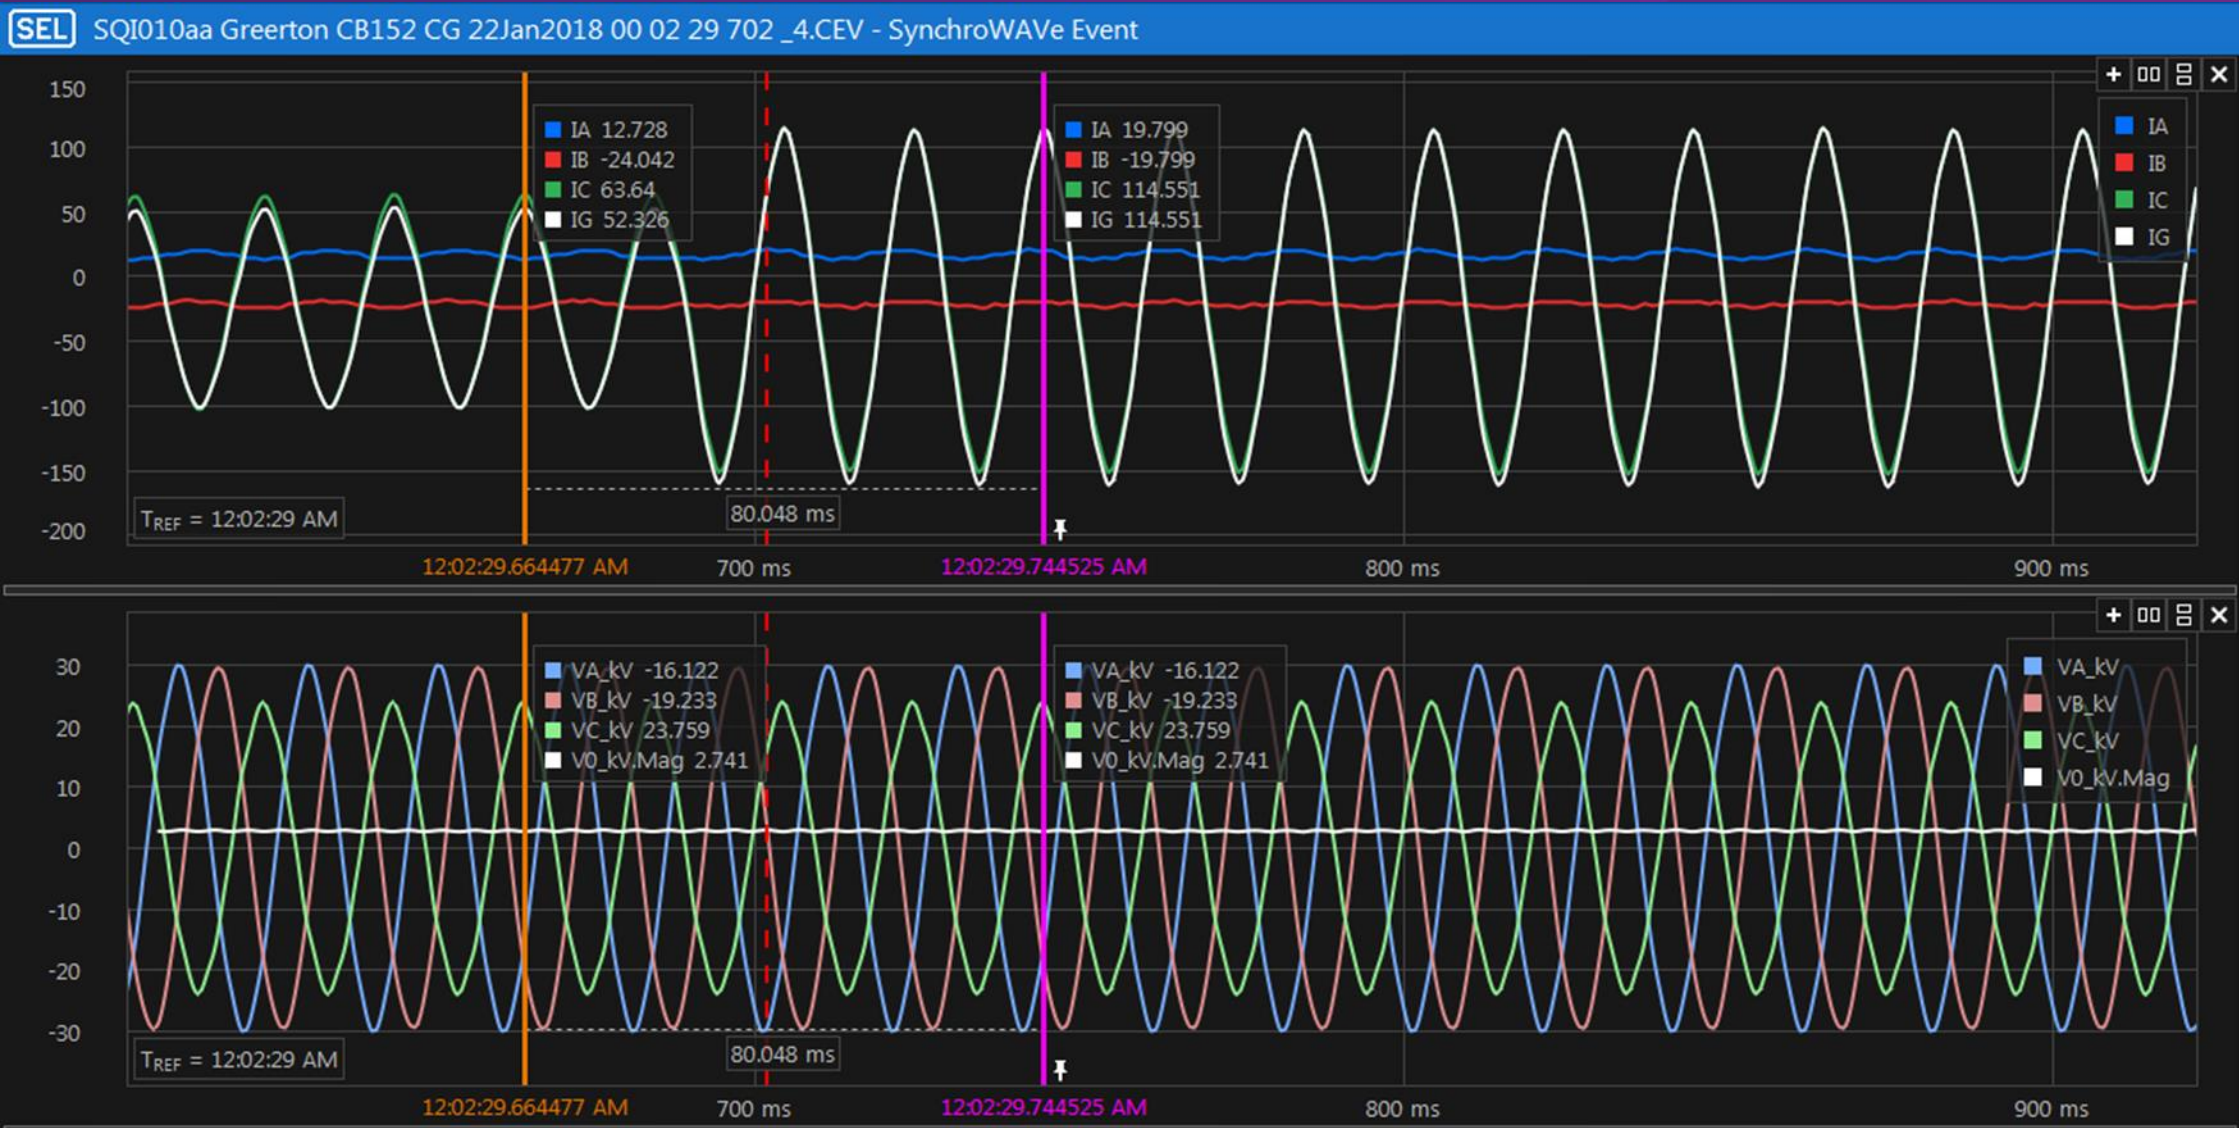 SEL SQI010aa Greerton CB152 CG 22Jan2018 00 02 29 702 _4.CEV - SynchroWAVe Event
150
100
50
0
-50
-100
-150
-200
IA 12.728
IB -24.042
IC 63.64
IG 52.326
IA 19.799
IB -19.799
IC 114.551
IG 114.551
IA
IB
IC
IG
TREF = 12:02:29 AM
80.048 ms
12:02:29.664477 AM
700 ms
12:02:29.744525 AM
800 ms
900 ms
30
20
10
0
-10
-20
-30
VA_kV -16.122
VB_kV -19.233
VC_kV 23.759
V0_kV.Mag 2.741
VA_kV -16.122
VB_kV -19.233
VC_kV 23.759
V0_kV.Mag 2.741
VA_kV
VB_kV
VC_kV
V0_kV.Mag
TREF = 12:02:29 AM
80.048 ms
12:02:29.664477 AM
700 ms
12:02:29.744525 AM
800 ms
900 ms